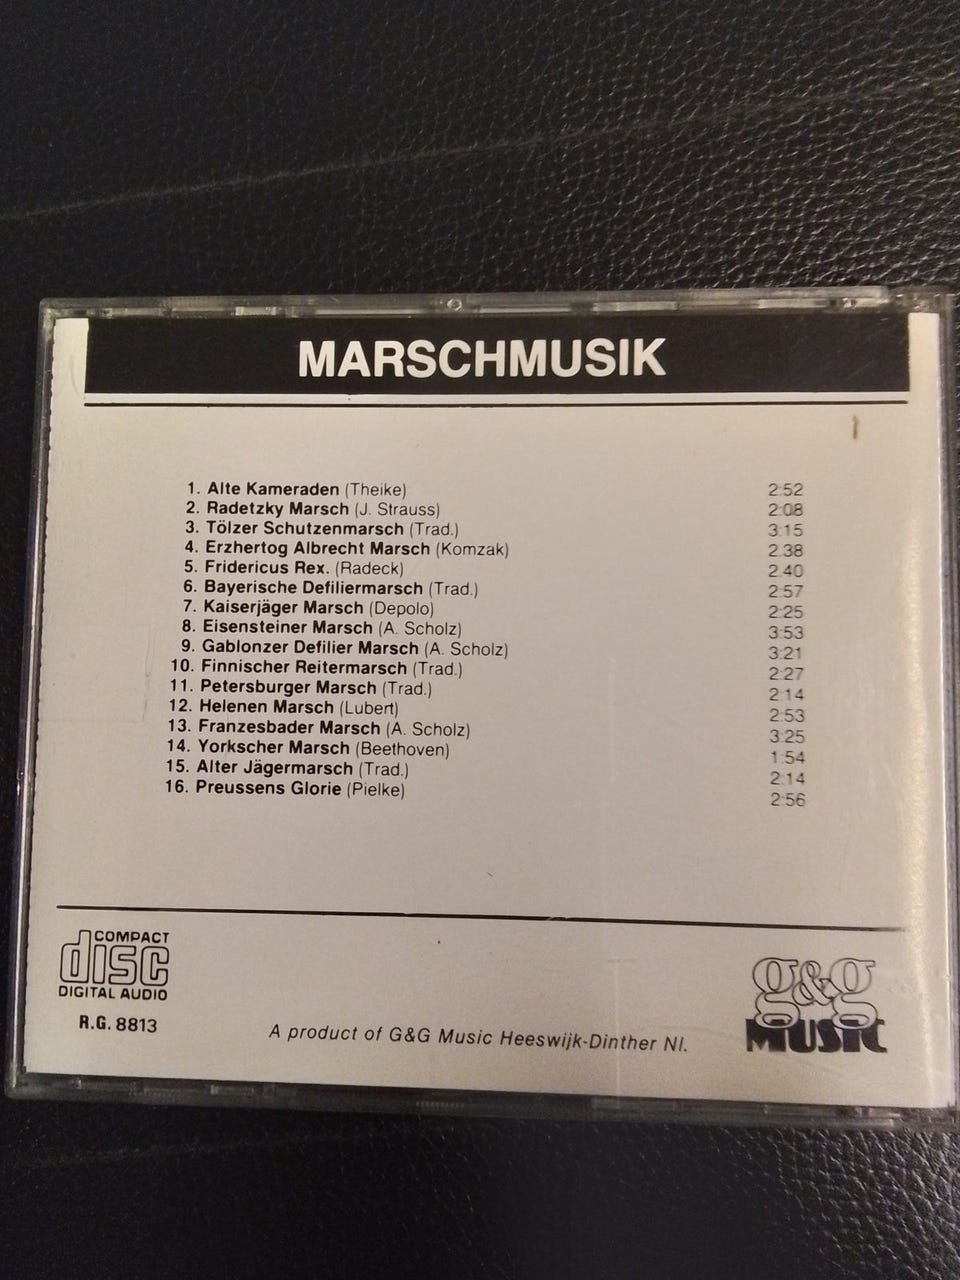 MARSCHMUSIK
1. Alte Kameraden (Theike) 2:52
2. Radetzky Marsch (J. Strauss) 2:08
3. Tölzer Schutzenmarsch (Trad.) 3:15
4. Erzhertog Albrecht Marsch (Komzak) 2:38
5. Fridericus Rex. (Radeck) 2:40
6. Bayerische Defiliermarsch (Trad.) 2:57
7. Kaiserjäger Marsch (Depolo) 2:25
8. Eisensteiner Marsch (A. Scholz) 3:53
9. Gablonzer Defilier Marsch (A. Scholz) 3:21
10. Finnischer Reitermarsch (Trad.) 2:27
11. Petersburger Marsch (Trad.) 2:14
12. Helenen Marsch (Lubert) 2:53
13. Franzesbader Marsch (A. Scholz) 3:25
14. Yorkscher Marsch (Beethoven) 1:54
15. Alter Jägermarsch (Trad.) 2:14
16. Preussens Glorie (Pielke) 2:56
COMPACT
disc
DIGITAL AUDIO
R.G. 8813
A product of G&G Music Heeswijk-Dinther Nl.
g&g
MUSIC